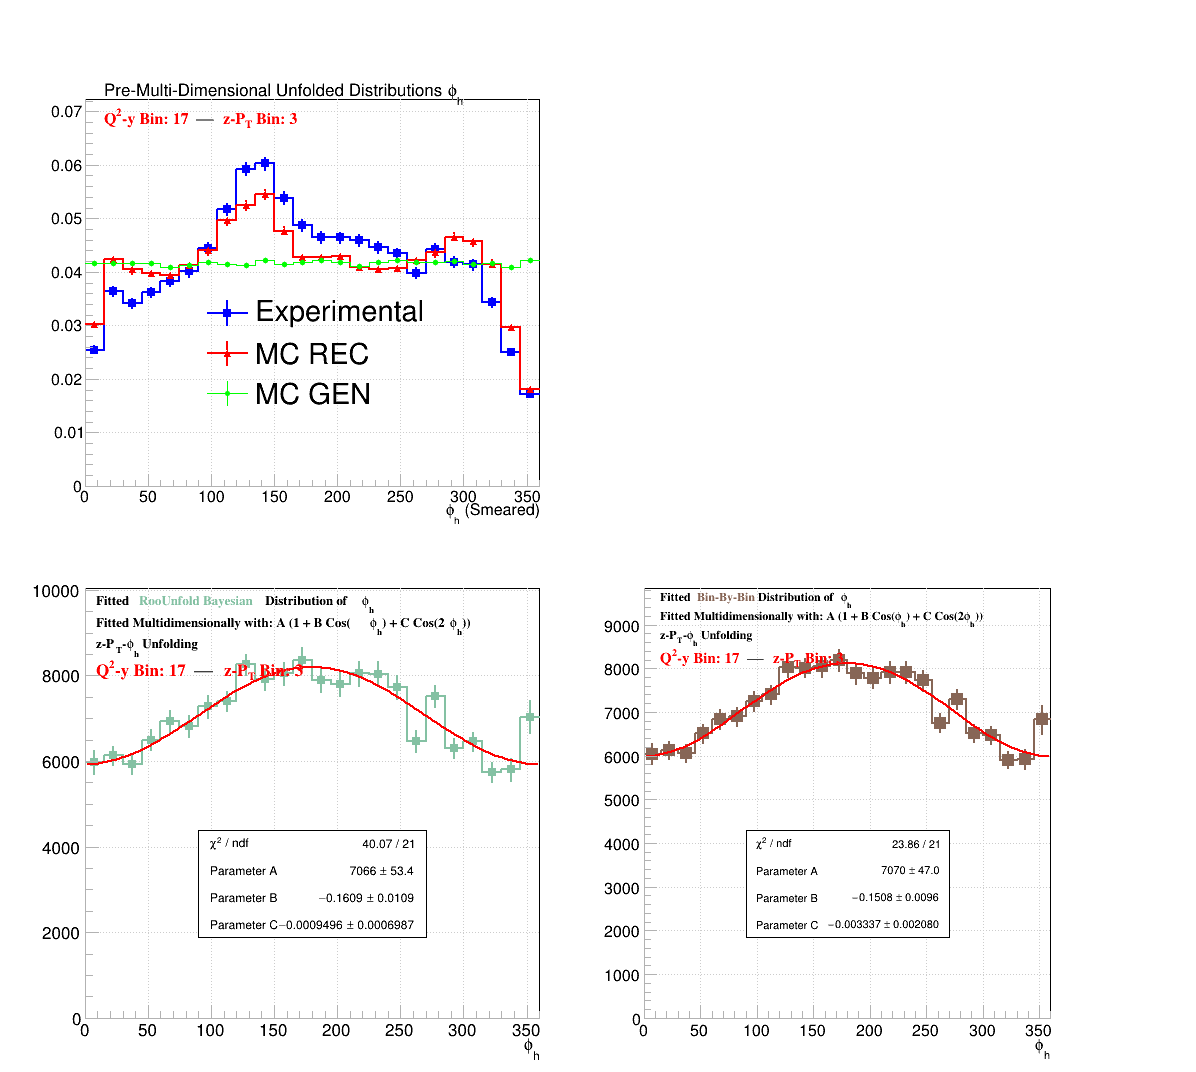 Pre-Multi-Dimensional Unfolded Distributions ϕh
Q2-y Bin: 17 — z-PT Bin: 3
0.07
0.06
0.05
0.04
0.03
0.02
0.01
0
Experimental
MC REC
MC GEN
0 50 100 150 200 250 300 350
ϕh (Smeared)
Fitted RooUnfold Bayesian Distribution of ϕh
Fitted Multidimensionally with: A (1 + B Cos( ϕh) + C Cos(2 ϕh))
z-PT-ϕh Unfolding
Q2-y Bin: 17 — z-PT Bin: 3
10000
8000
6000
4000
2000
0
χ2 / ndf 40.07 / 21
Parameter A 7066 ± 53.4
Parameter B −0.1609 ± 0.0109
Parameter C −0.0009496 ± 0.0006987
0 50 100 150 200 250 300 350
ϕh
Fitted Bin-By-Bin Distribution of ϕh
Fitted Multidimensionally with: A (1 + B Cos(ϕh) + C Cos(2ϕh))
z-PT-ϕh Unfolding
Q2-y Bin: 17 — z-PT Bin:
9000
8000
7000
6000
5000
4000
3000
2000
1000
0
χ2 / ndf 23.86 / 21
Parameter A 7070 ± 47.0
Parameter B −0.1508 ± 0.0096
Parameter C −0.003337 ± 0.002080
0 50 100 150 200 250 300 350
ϕh